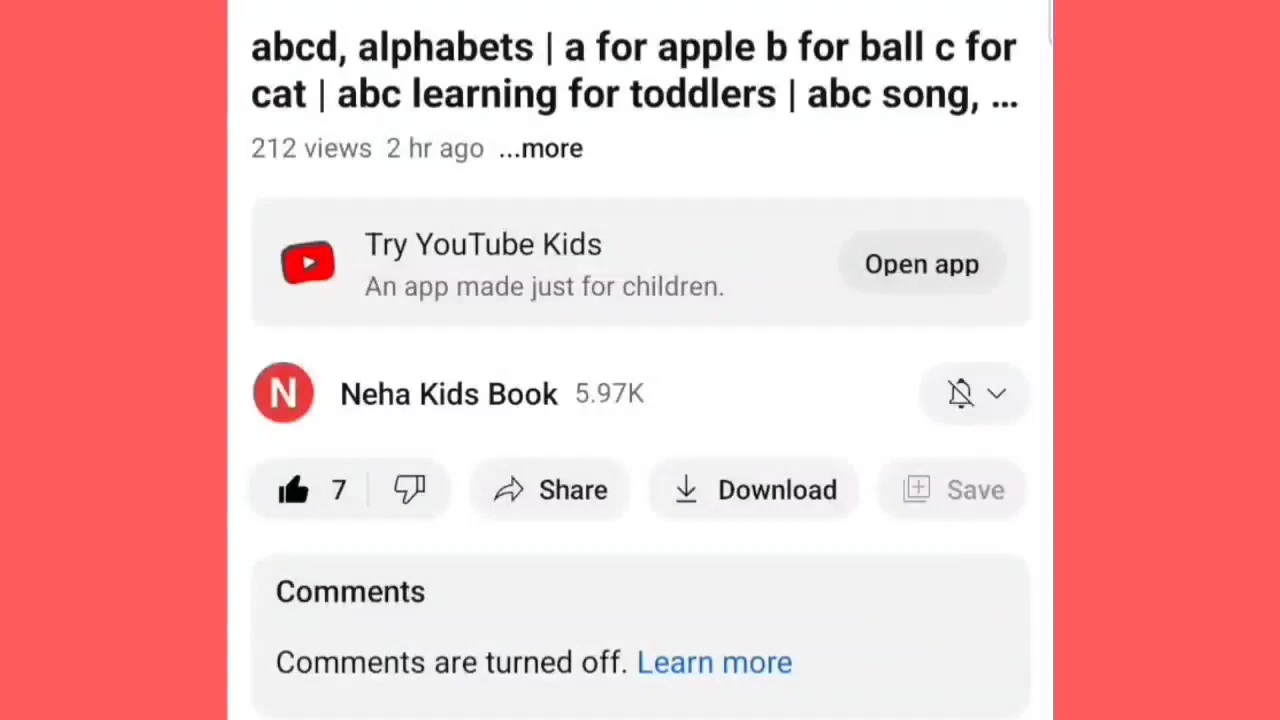 abcd, alphabets | a for apple b for ball c for
cat | abc learning for toddlers | abc song, ...
212 views 2 hr ago ...more
Try YouTube Kids
An app made just for children.
Open app
N
Neha Kids Book 5.97K
7
Share
Download
Save
Comments
Comments are turned off. Learn more